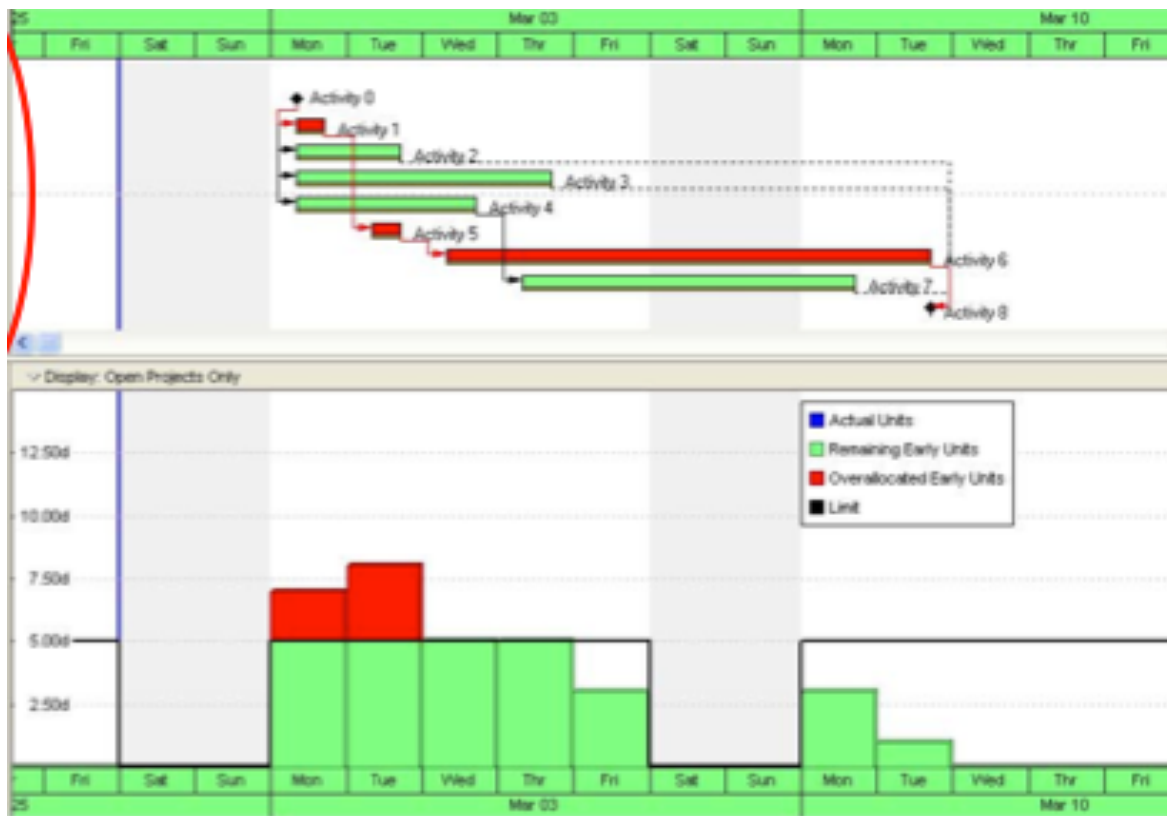 25 Mar 03 Mar 10
Fri Sat Sun Mon Tue Wed Thr Fri Sat Sun Mon Tue Wed Thr Fri
Activity 0
Activity 1
Activity 2
Activity 3
Activity 4
Activity 5
Activity 6
Activity 7
Activity 8
Display: Open Projects Only
Actual Units
Remaining Early Units
Overallocated Early Units
Limit
12.50d
10.00d
7.50d
5.00d
2.50d
Fri Sat Sun Mon Tue Wed Thr Fri Sat Sun Mon Tue Wed Thr Fri
25 Mar 03 Mar 10